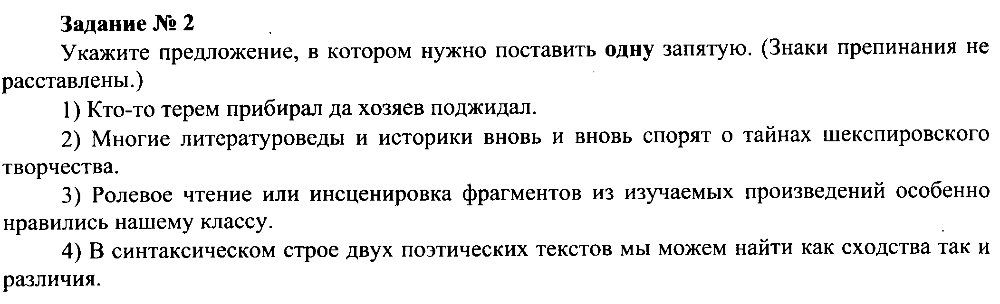 Задание № 2
Укажите предложение, в котором нужно поставить одну запятую. (Знаки препинания не
расставлены.)
1) Кто-то терем прибирал да хозяев поджидал.
2) Многие литературоведы и историки вновь и вновь спорят о тайнах шекспировского
творчества.
3) Ролевое чтение или инсценировка фрагментов из изучаемых произведений особенно
нравились нашему классу.
4) В синтаксическом строе двух поэтических текстов мы можем найти как сходства так и
различия.